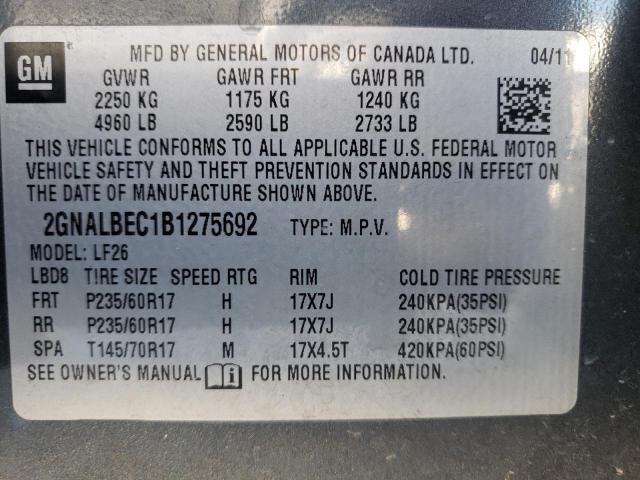 GM
MFD BY GENERAL MOTORS OF CANADA LTD. 04/11
GVWR GAWR FRT GAWR RR
2250 KG 1175 KG 1240 KG
4960 LB 2590 LB 2733 LB
THIS VEHICLE CONFORMS TO ALL APPLICABLE U.S. FEDERAL MOTOR
VEHICLE SAFETY AND THEFT PREVENTION STANDARDS IN EFFECT ON
THE DATE OF MANUFACTURE SHOWN ABOVE.
2GNALBEC1B1275692 TYPE: M.P.V.
MODEL: LF26
LBD8 TIRE SIZE SPEED RTG RIM COLD TIRE PRESSURE
FRT P235/60R17 H 17X7J 240KPA(35PSI)
RR P235/60R17 H 17X7J 240KPA(35PSI)
SPA T145/70R17 M 17X4.5T 420KPA(60PSI)
SEE OWNER'S MANUAL i FOR MORE INFORMATION.